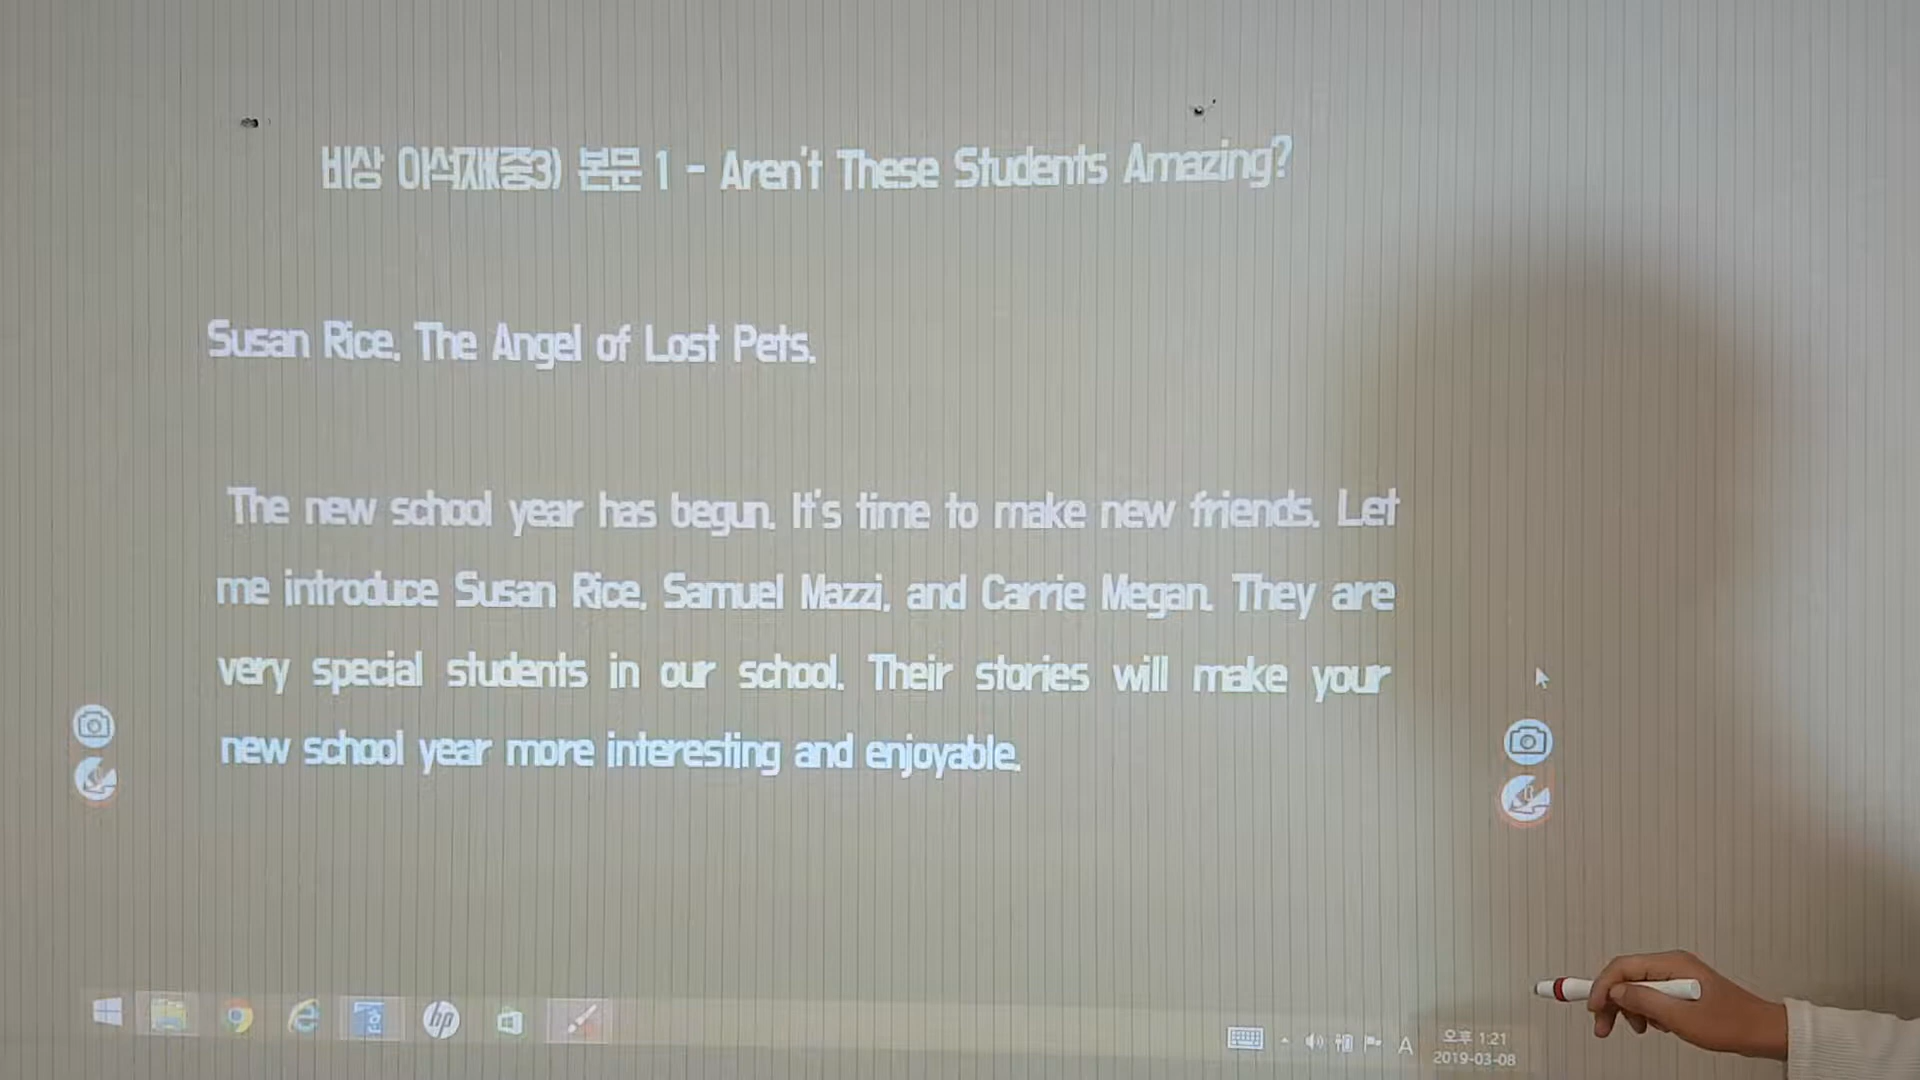 비상 이석재(중3) 본문 1 - Aren't These Students Amazing?
Susan Rice, The Angel of Lost Pets.
The new school year has begun. It's time to make new friends. Let
me introduce Susan Rice, Samuel Mazzi, and Carrie Megan. They are
very special students in our school. Their stories will make your
new school year more interesting and enjoyable.
hp
A
오후 1:21
2019-03-08